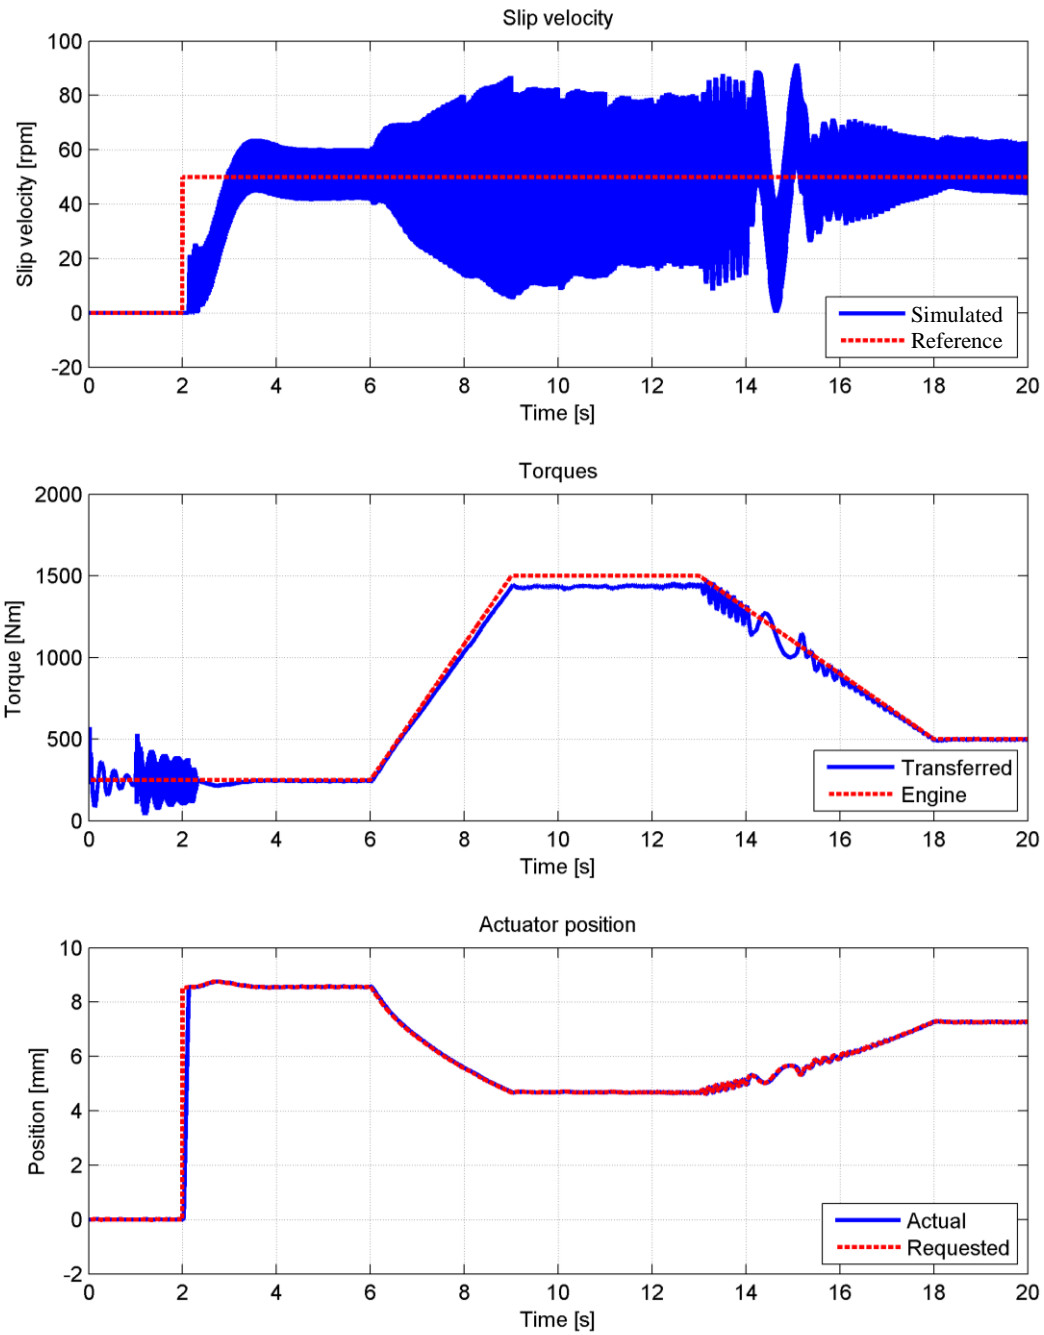 Slip velocity
Slip velocity [rpm]
100
80
60
40
20
0
-20
Simulated
Reference
0 2 4 6 8 10 12 14 16 18 20
Time [s]
Torques
Torque [Nm]
2000
1500
1000
500
0
Transferred
Engine
0 2 4 6 8 10 12 14 16 18 20
Time [s]
Actuator position
Position [mm]
10
8
6
4
2
0
-2
Actual
Requested
0 2 4 6 8 10 12 14 16 18 20
Time [s]